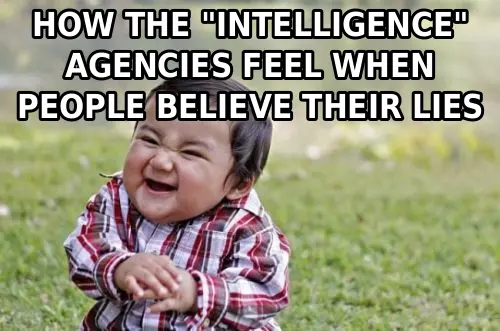 HOW THE "INTELLIGENCE"
AGENCIES FEEL WHEN
PEOPLE BELIEVE THEIR LIES